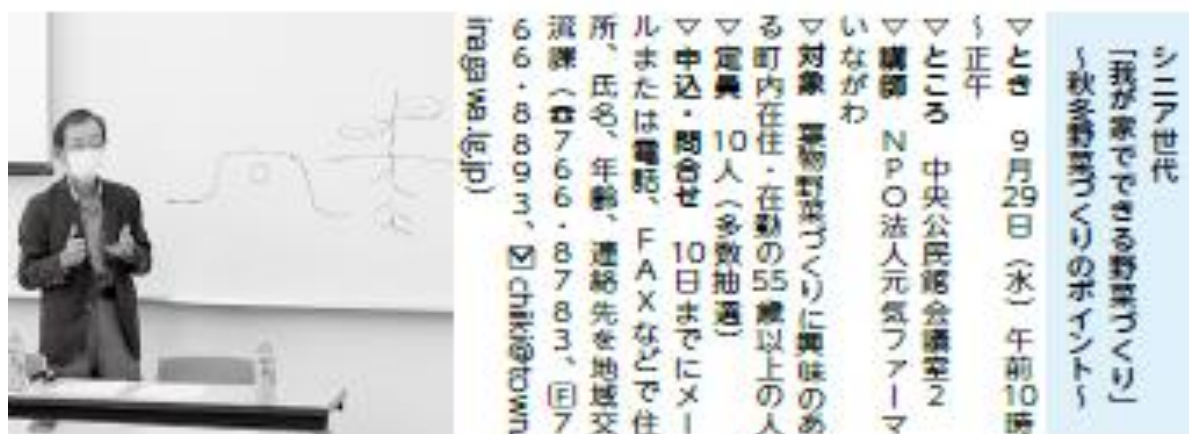 シニア世代
「我が家でできる野菜づくり」
〜秋冬野菜づくりのポイント〜
▽とき　9月29日（水）午前10時
〜正午
▽ところ　中央公民館会議室2
▽講師　NPO法人元気ファーマ
いながわ
▽対象　葉物野菜づくりに興味のあ
る町内在住・在勤の55歳以上の人
▽定員　10人（多数抽選）
▽申込・問合せ　10日までにメー
ルまたは電話、FAXなどで住
所、氏名、年齢、連絡先を地域交
流課（☎766・8783、F7
66・8893、✉chiki@town.
inagawa.lg.jp）